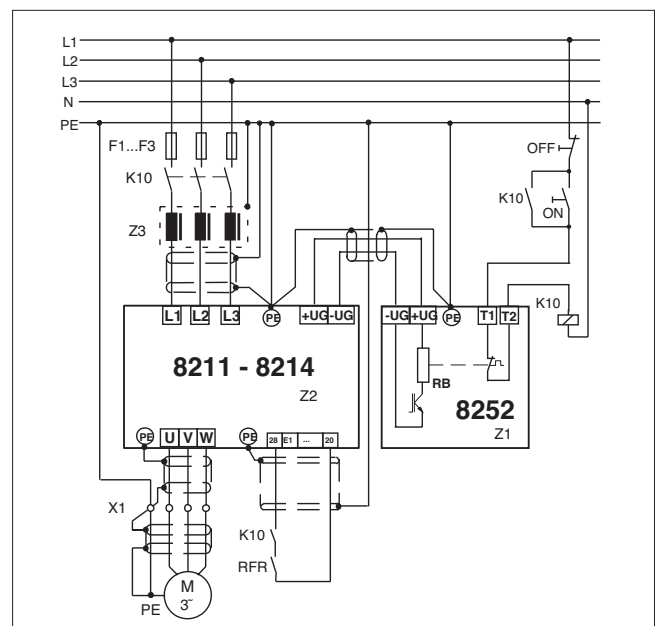 L1
L2
L3
N
PE
F1...F3
OFF
K10
K10
ON
Z3
K10
L1 L2 L3 PE +UG -UG
-UG +UG PE T1 T2
8211 - 8214
Z2
RB
8252
Z1
PE U V W PE 28 E1 ... 20
X1
K10
RFR
M
3~
PE